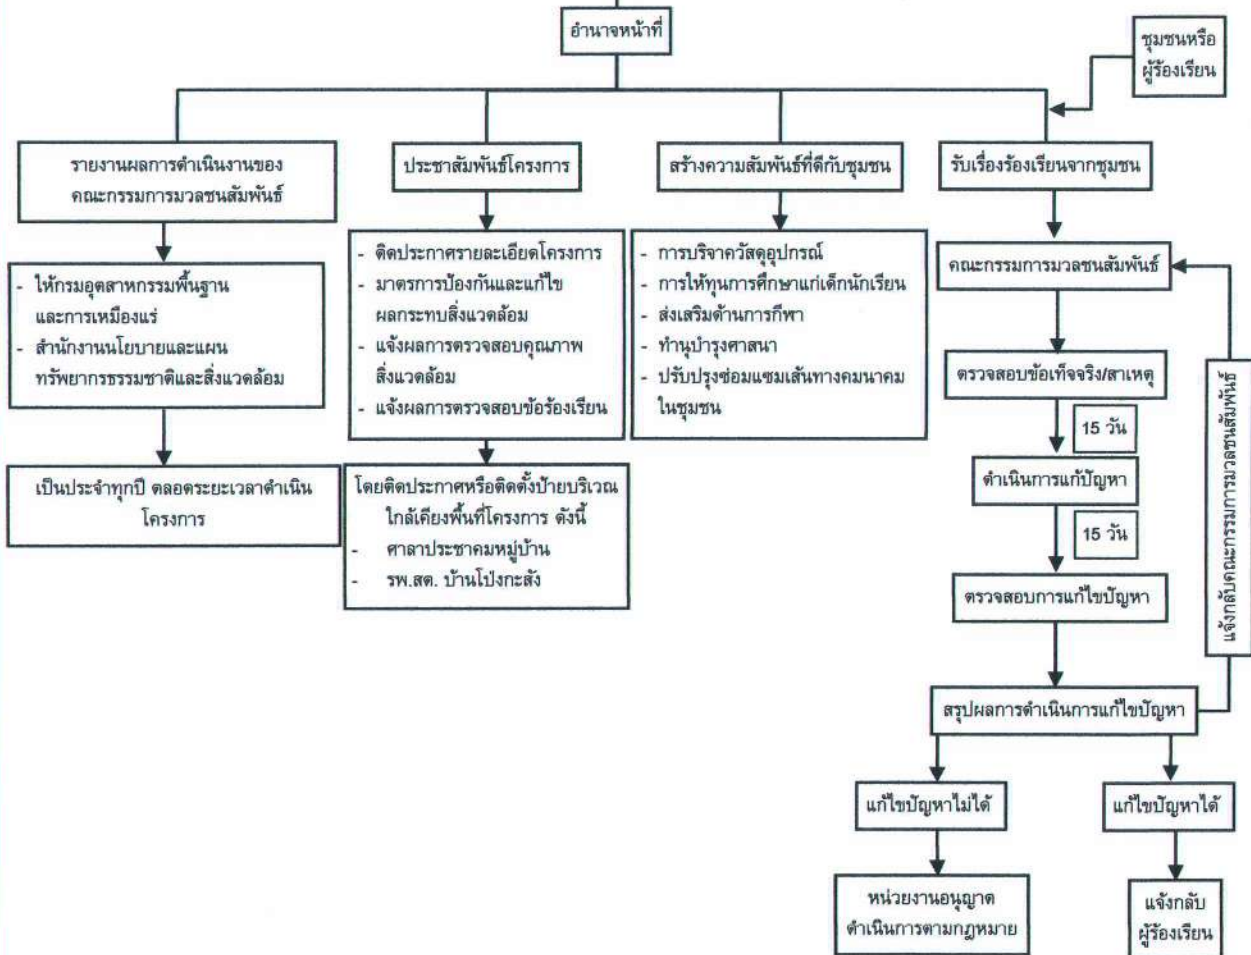 อำนาจหน้าที่
ชุมชนหรือ
ผู้ร้องเรียน
รายงานผลการดำเนินงานของ
คณะกรรมการมวลชนสัมพันธ์
- ให้กรมอุตสาหกรรมพื้นฐาน
และการเหมืองแร่
- สำนักงานนโยบายและแผน
ทรัพยากรธรรมชาติและสิ่งแวดล้อม
เป็นประจำทุกปี ตลอดระยะเวลาดำเนิน
โครงการ
ประชาสัมพันธ์โครงการ
- ติดประกาศรายละเอียดโครงการ
- มาตรการป้องกันและแก้ไข
ผลกระทบสิ่งแวดล้อม
- แจ้งผลการตรวจสอบคุณภาพ
สิ่งแวดล้อม
- แจ้งผลการตรวจสอบข้อร้องเรียน
โดยติดประกาศหรือติดตั้งป้ายบริเวณ
ใกล้เคียงพื้นที่โครงการ ดังนี้
- ศาลาประชาคมหมู่บ้าน
- รพ.สต. บ้านโป่งกะสัง
สร้างความสัมพันธ์ที่ดีกับชุมชน
- การบริจาควัสดุอุปกรณ์
- การให้ทุนการศึกษาแก่เด็กนักเรียน
- ส่งเสริมด้านการกีฬา
- ทำนุบำรุงศาสนา
- ปรับปรุงซ่อมแซมเส้นทางคมนาคม
ในชุมชน
รับเรื่องร้องเรียนจากชุมชน
คณะกรรมการมวลชนสัมพันธ์
ตรวจสอบข้อเท็จจริง/สาเหตุ
15 วัน
ดำเนินการแก้ปัญหา
15 วัน
ตรวจสอบการแก้ไขปัญหา
สรุปผลการดำเนินการแก้ไขปัญหา
แจ้งกลับคณะกรรมการมวลชนสัมพันธ์
แก้ไขปัญหาไม่ได้
แก้ไขปัญหาได้
หน่วยงานอนุญาต
ดำเนินการตามกฎหมาย
แจ้งกลับ
ผู้ร้องเรียน